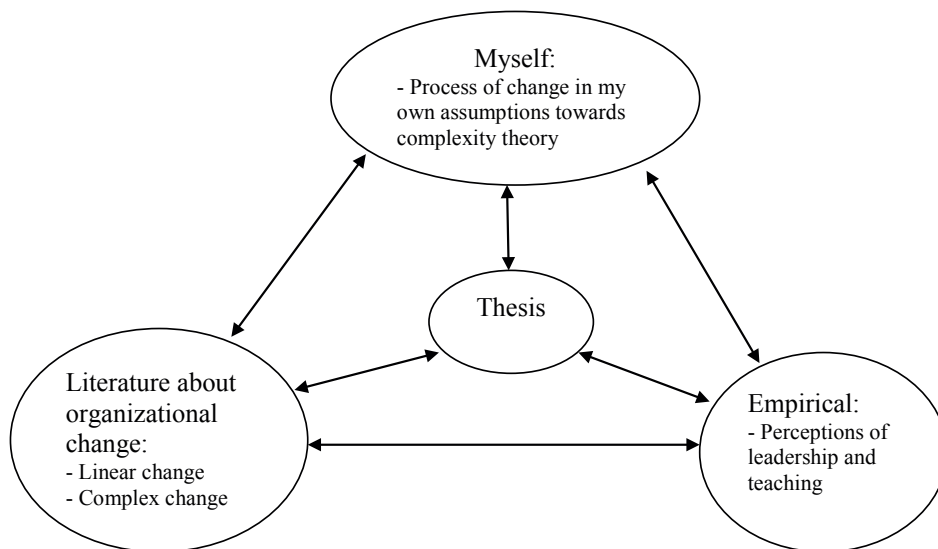 Myself:
- Process of change in my
own assumptions towards
complexity theory
Thesis
Literature about
organizational
change:
- Linear change
- Complex change
Empirical:
- Perceptions of
leadership and
teaching